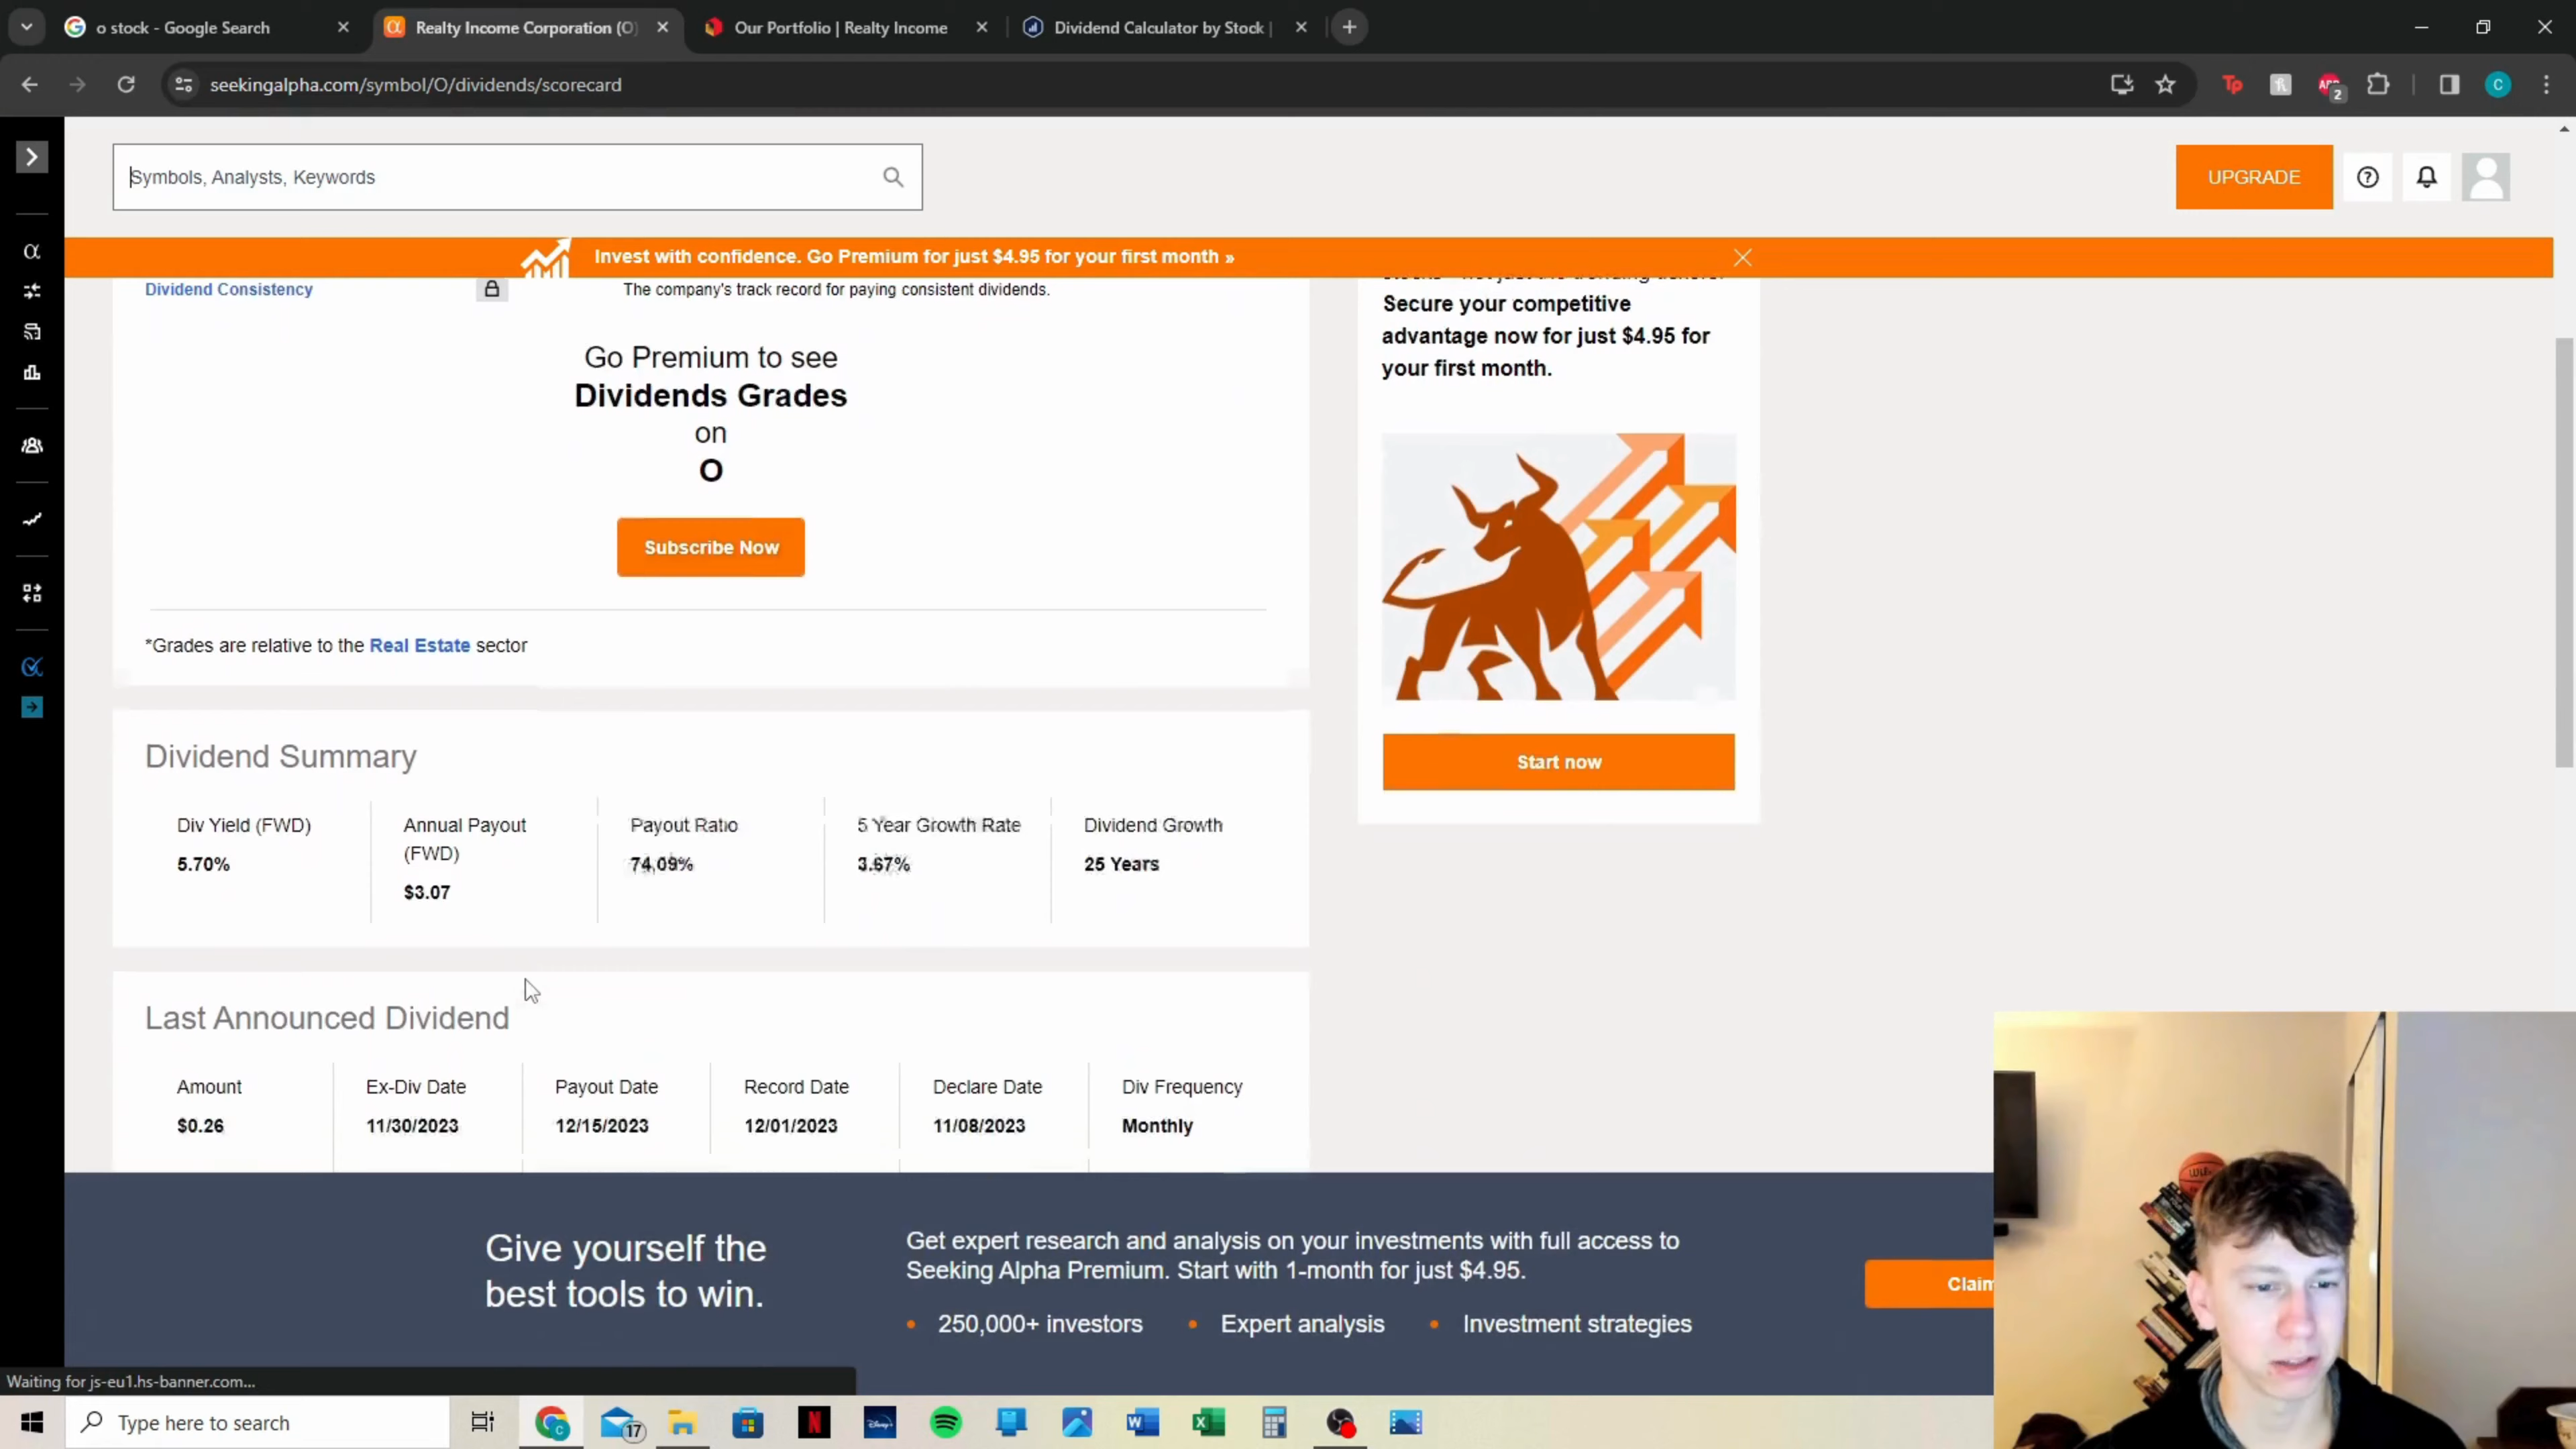 o stock - Google Search
Realty Income Corporation (O)
Our Portfolio | Realty Income
Dividend Calculator by Stock |
seekingalpha.com/symbol/O/dividends/scorecard
2
C
Symbols, Analysts, Keywords
UPGRADE
Invest with confidence. Go Premium for just $4.95 for your first month »
Dividend Consistency
The company's track record for paying consistent dividends.
Secure your competitive
advantage now for just $4.95 for
your first month.
Go Premium to see
Dividends Grades
on
O
Subscribe Now
*Grades are relative to the Real Estate sector
Start now
Dividend Summary
Div Yield (FWD)
5.70%
Annual Payout
(FWD)
$3.07
Payout Ratio
74.09%
5 Year Growth Rate
3.67%
Dividend Growth
25 Years
Last Announced Dividend
Amount
$0.26
Ex-Div Date
11/30/2023
Payout Date
12/15/2023
Record Date
12/01/2023
Declare Date
11/08/2023
Div Frequency
Monthly
Give yourself the
best tools to win.
Get expert research and analysis on your investments with full access to
Seeking Alpha Premium. Start with 1-month for just $4.95.
• 250,000+ investors • Expert analysis • Investment strategies
Claim
Waiting for js-eu1.hs-banner.com...
Type here to search
17